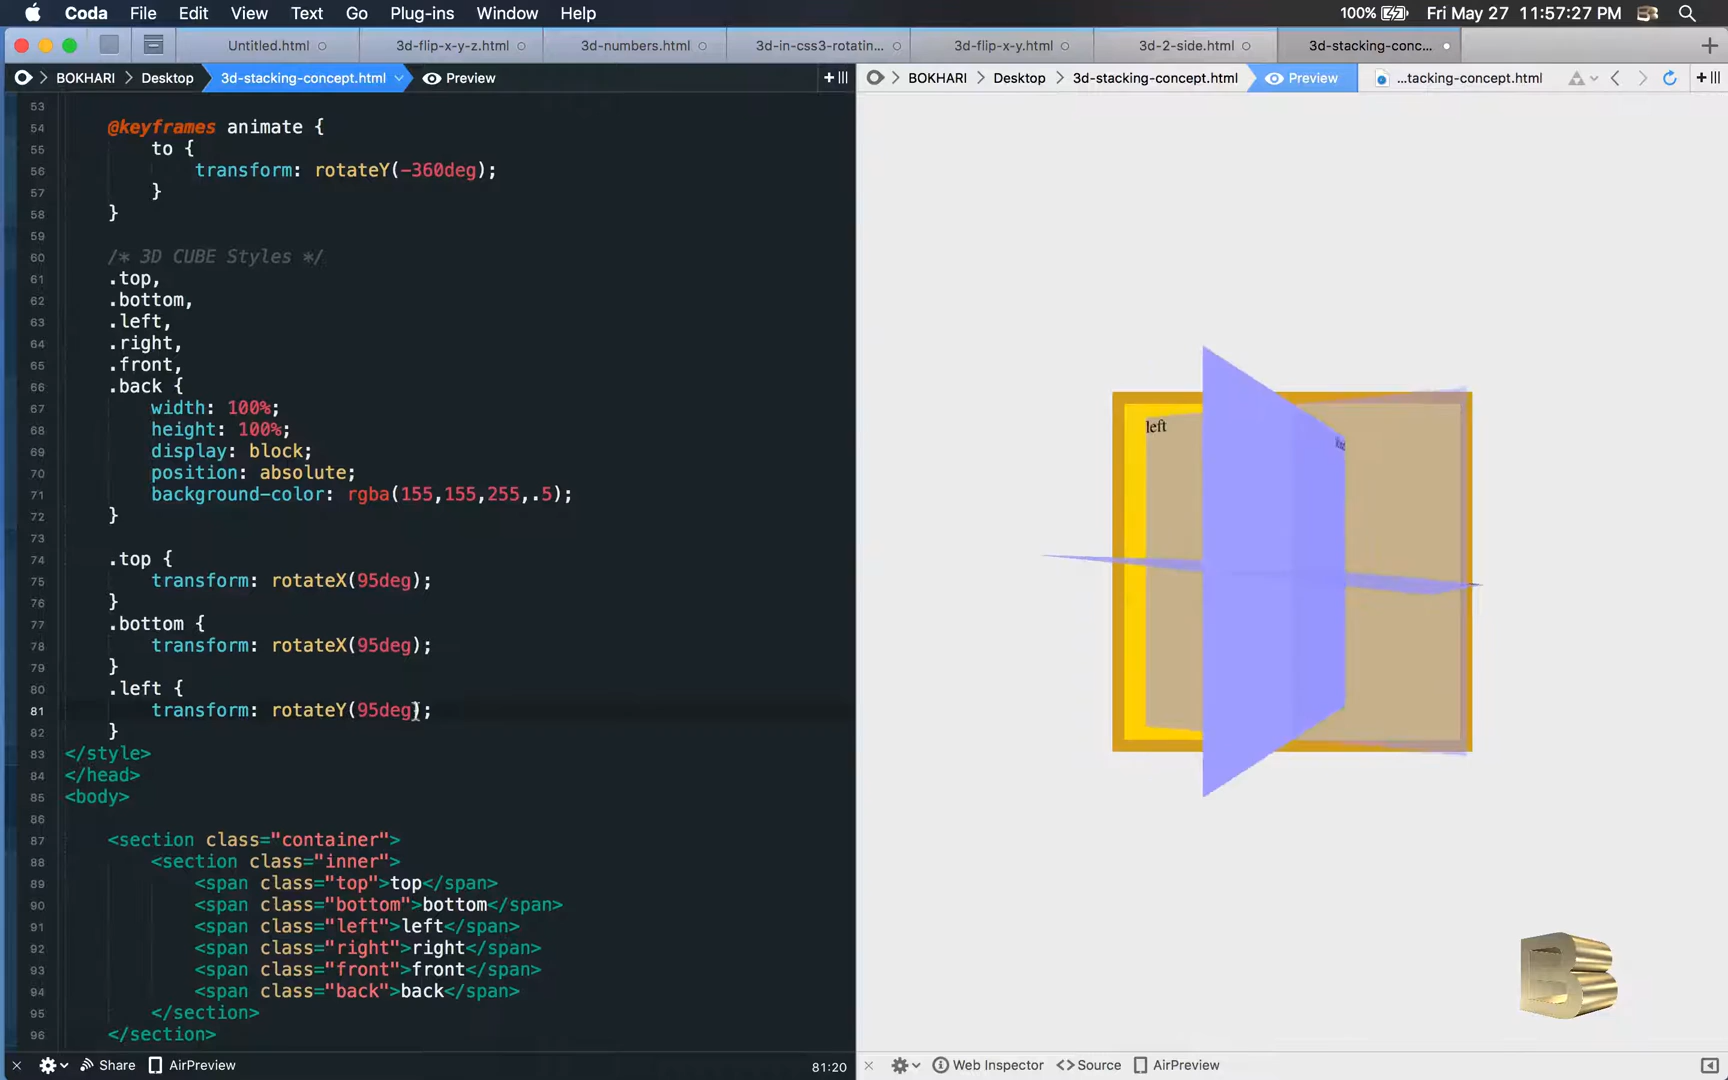 Coda File Edit View Text Go Plug-ins Window Help 100% Fri May 27 11:57:27 PM
Untitled.html 3d-flip-x-y-z.html 3d-numbers.html 3d-in-css3-rotatin... 3d-flip-x-y.html 3d-2-side.html 3d-stacking-conc...
BOKHARI Desktop 3d-stacking-concept.html Preview
BOKHARI Desktop 3d-stacking-concept.html Preview ...tacking-concept.html
53
54 @keyframes animate {
55 to {
56 transform: rotateY(-360deg);
57 }
58 }
59
60 /* 3D CUBE Styles */
61 .top,
62 .bottom,
63 .left,
64 .right,
65 .front,
66 .back {
67 width: 100%;
68 height: 100%;
69 display: block;
70 position: absolute;
71 background-color: rgba(155,155,255,.5);
72 }
73
74 .top {
75 transform: rotateX(95deg);
76 }
77 .bottom {
78 transform: rotateX(95deg);
79 }
80 .left {
81 transform: rotateY(95deg);
82 }
83 </style>
84 </head>
85 <body>
86
87 <section class="container">
88 <section class="inner">
89 <span class="top">top</span>
90 <span class="bottom">bottom</span>
91 <span class="left">left</span>
92 <span class="right">right</span>
93 <span class="front">front</span>
94 <span class="back">back</span>
95 </section>
96 </section>
left
B
Share AirPreview 81:20
Web Inspector Source AirPreview